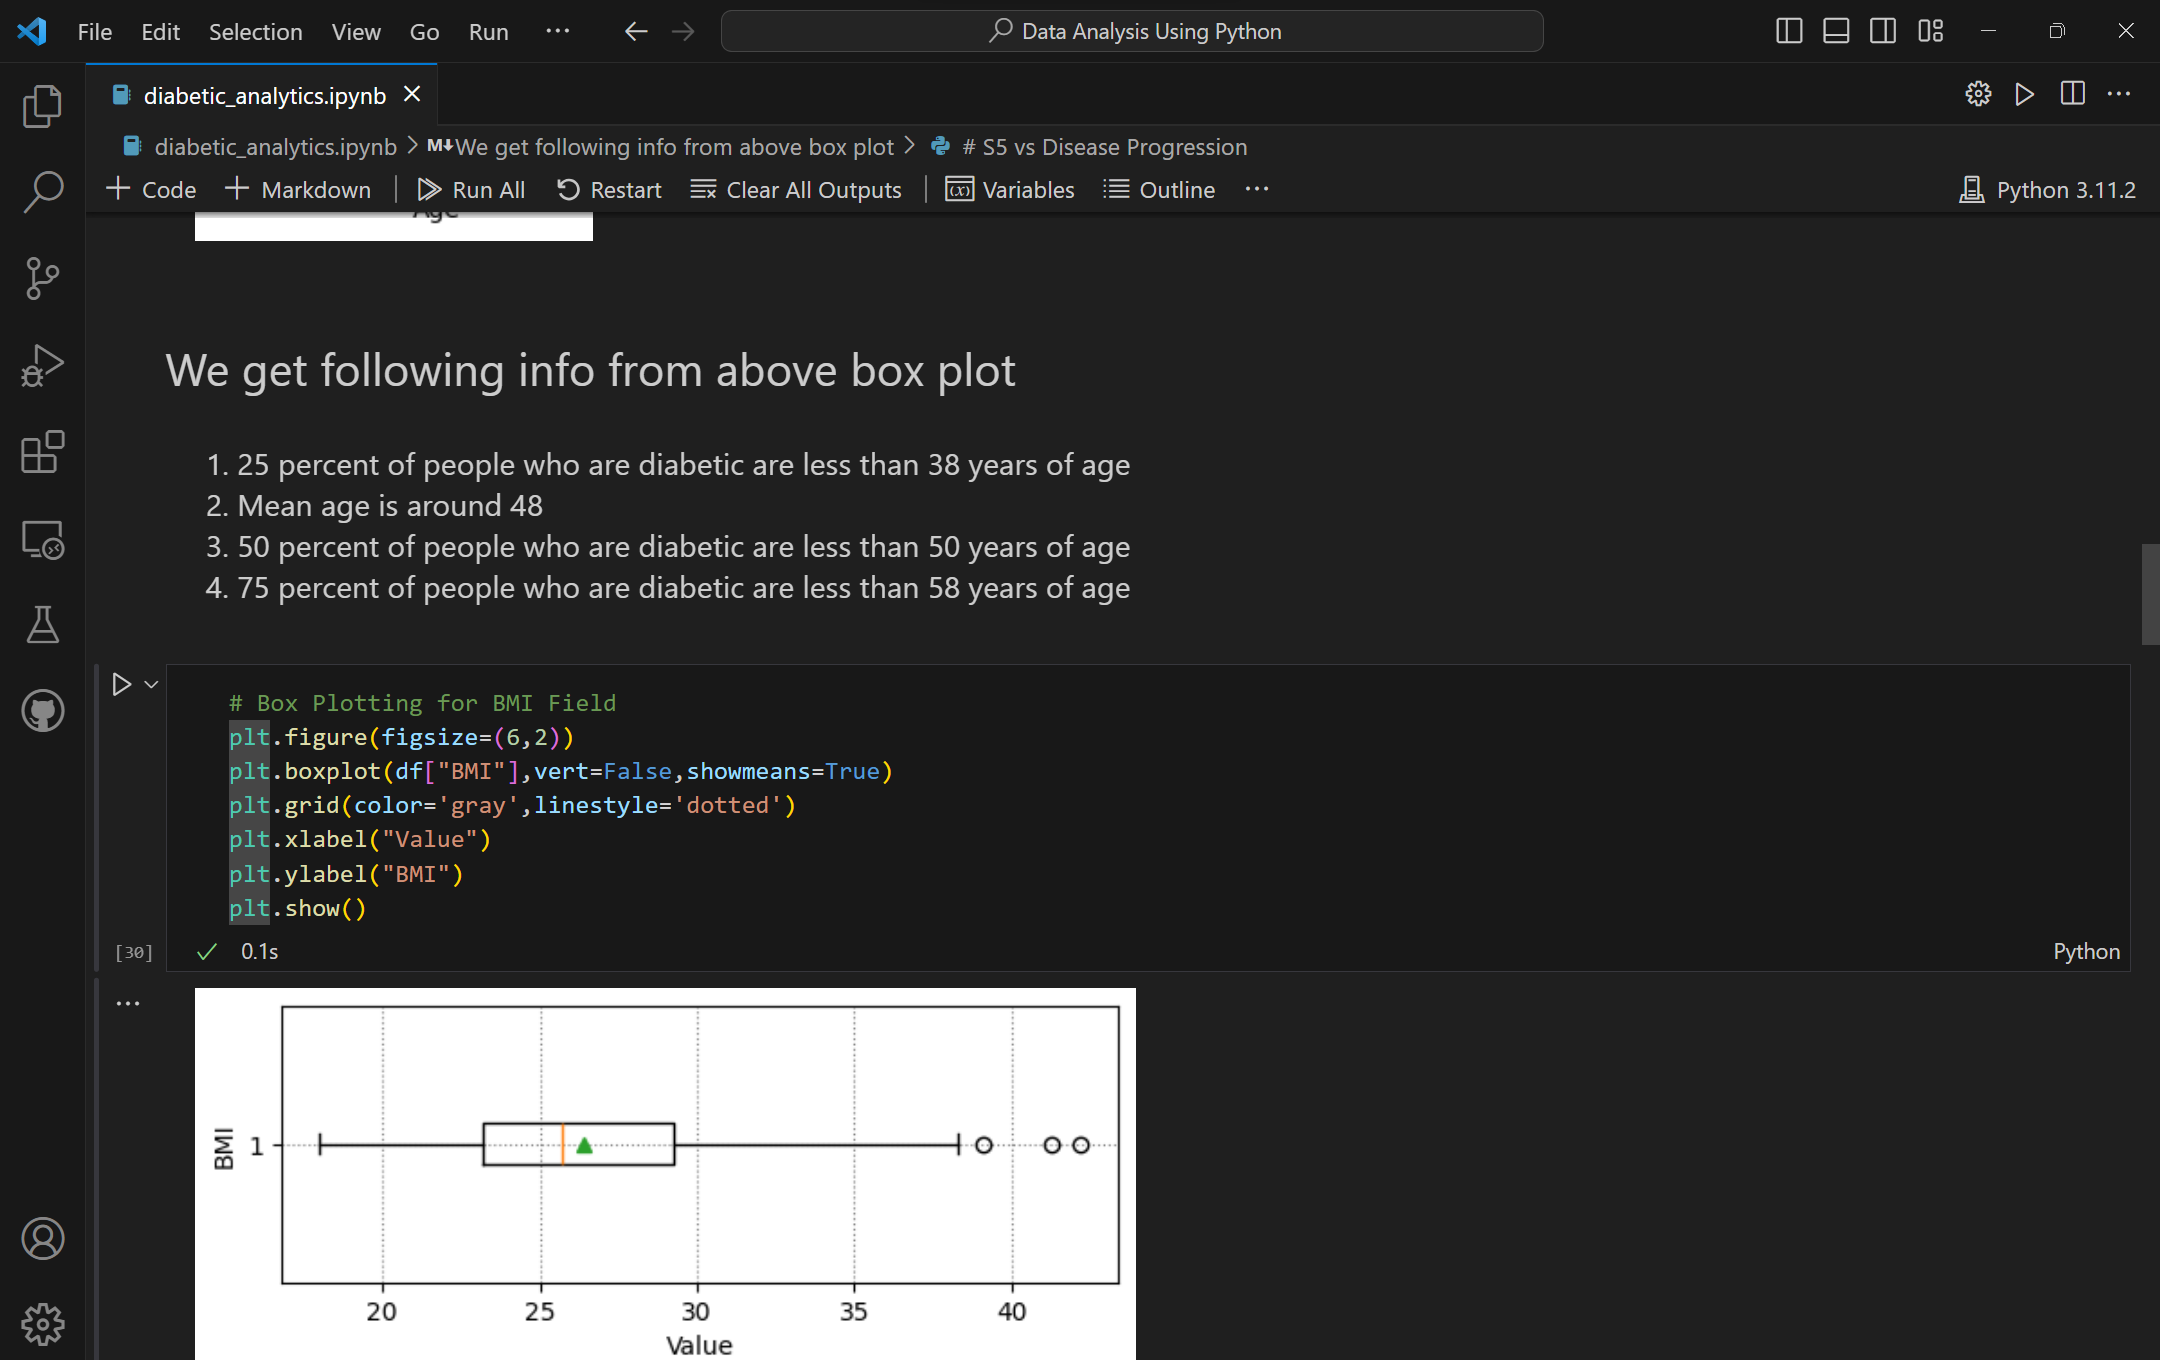 File Edit Selection View Go Run ··· Data Analysis Using Python
diabetic_analytics.ipynb
diabetic_analytics.ipynb > M↓We get following info from above box plot > # S5 vs Disease Progression
+ Code + Markdown | Run All Restart Clear All Outputs | (x) Variables Outline ··· Python 3.11.2
Age
We get following info from above box plot
1. 25 percent of people who are diabetic are less than 38 years of age
2. Mean age is around 48
3. 50 percent of people who are diabetic are less than 50 years of age
4. 75 percent of people who are diabetic are less than 58 years of age
# Box Plotting for BMI Field
plt.figure(figsize=(6,2))
plt.boxplot(df["BMI"],vert=False,showmeans=True)
plt.grid(color='gray',linestyle='dotted')
plt.xlabel("Value")
plt.ylabel("BMI")
plt.show()
[30] 0.1s Python
BMI
1
20 25 30 35 40
Value